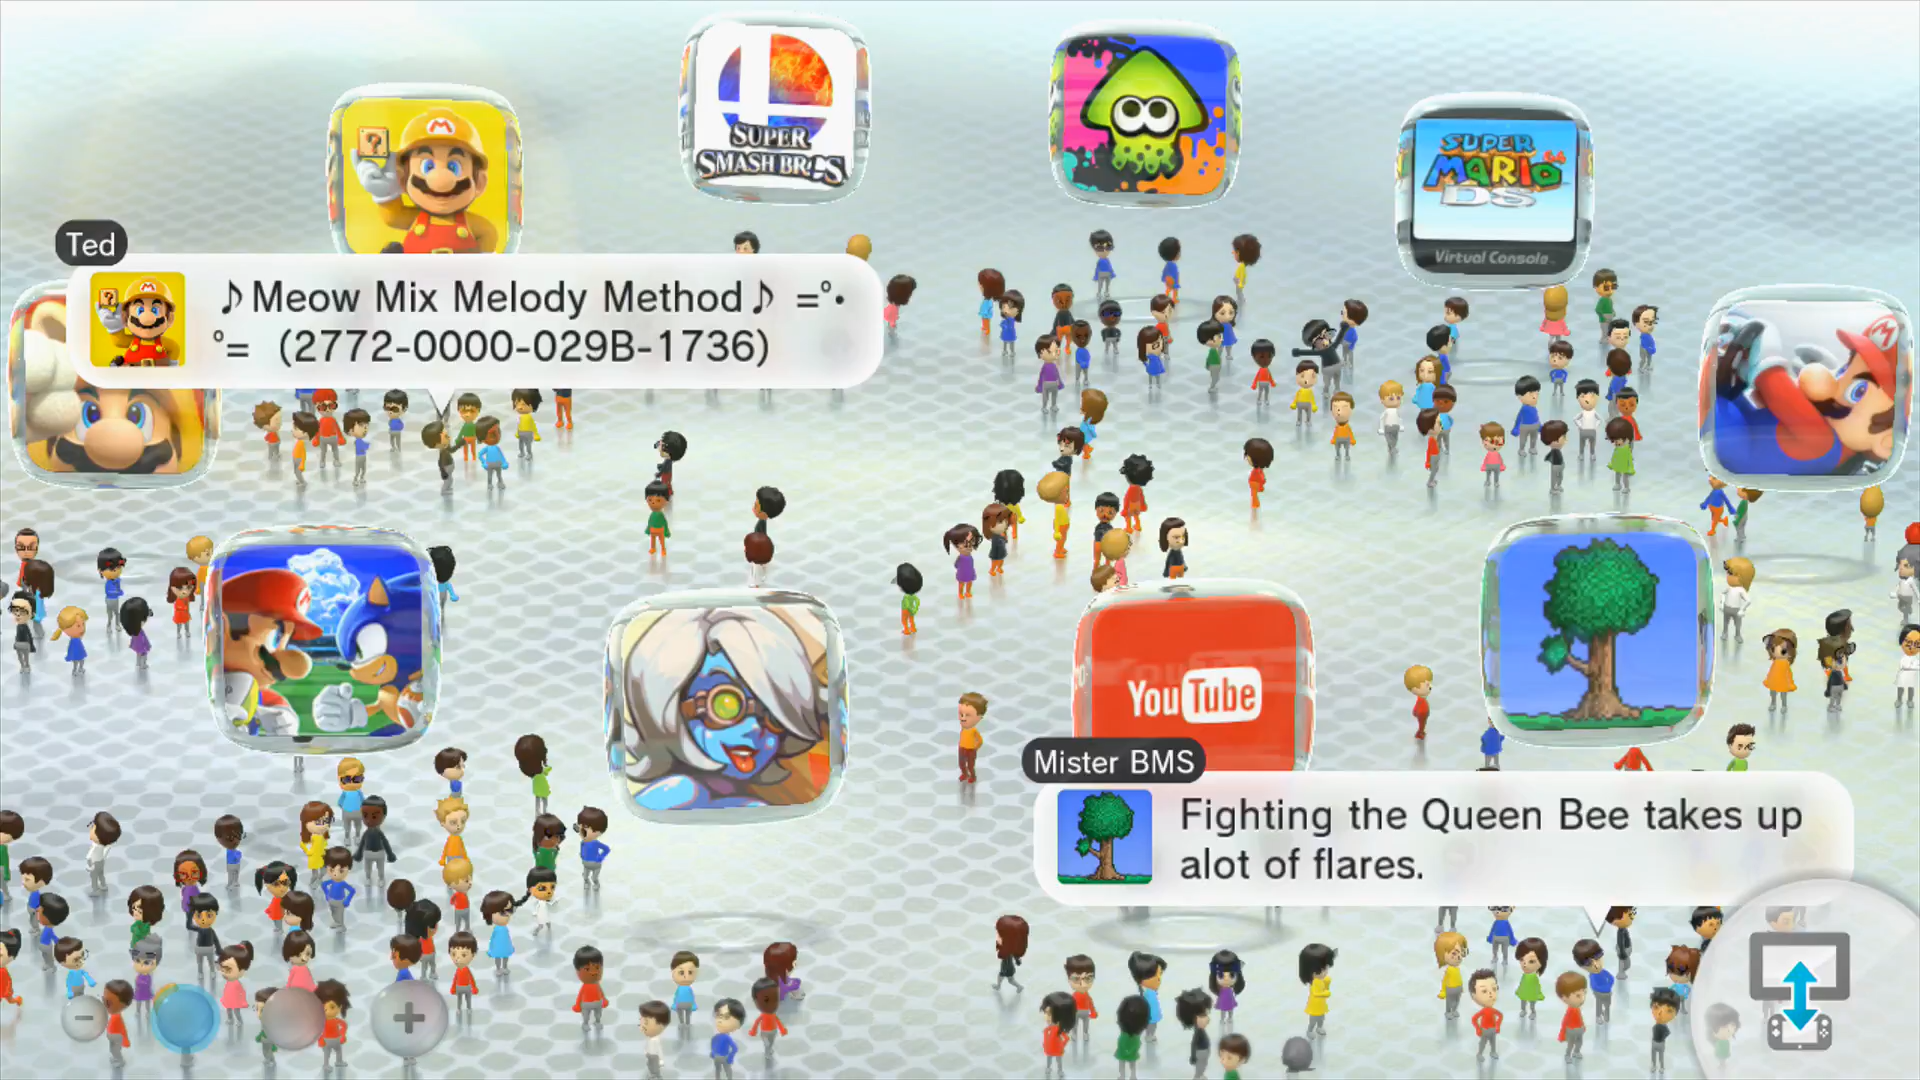 SUPER
SMASH BROS
SUPER
MARIO 64
DS
Virtual Console
Ted
♪Meow Mix Melody Method♪ =°•
°= (2772-0000-029B-1736)
YouTube
Mister BMS
Fighting the Queen Bee takes up
alot of flares.